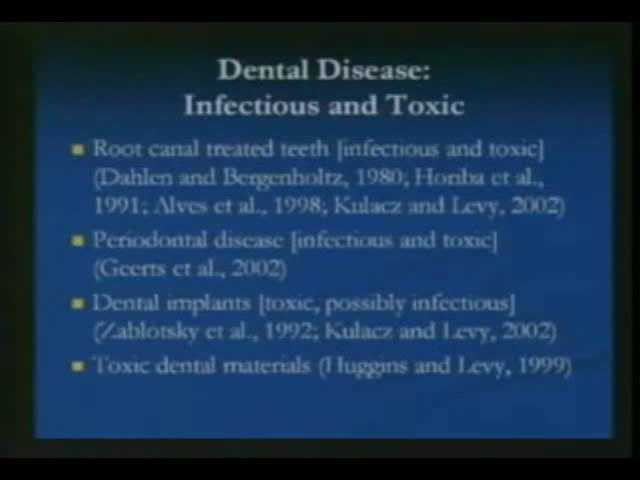 Dental Disease:
Infectious and Toxic
Root canal treated teeth [infectious and toxic]
(Dahlen and Bergenholtz, 1980; Horiba et al.,
1991; Alves et al., 1998; Kulacz and Levy, 2002)
Periodontal disease [infectious and toxic]
(Geerts et al., 2002)
Dental implants [toxic, possibly infectious]
(Zablotsky et al., 1992; Kulacz and Levy, 2002)
Toxic dental materials (Huggins and Levy, 1999)